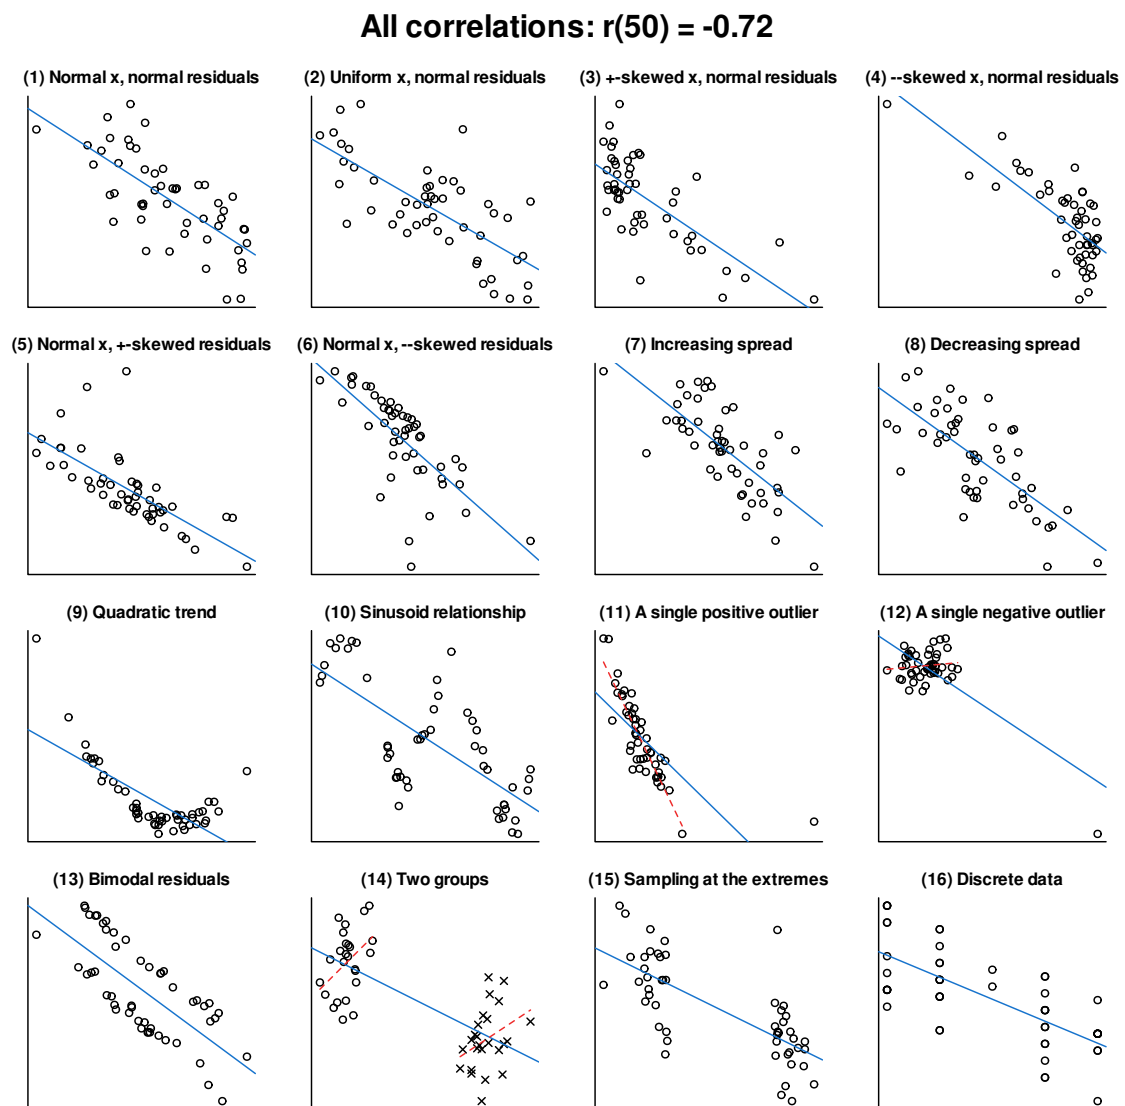 All correlations: r(50) = -0.72
(1) Normal x, normal residuals
(2) Uniform x, normal residuals
(3) +-skewed x, normal residuals
(4) --skewed x, normal residuals
(5) Normal x, +-skewed residuals
(6) Normal x, --skewed residuals
(7) Increasing spread
(8) Decreasing spread
(9) Quadratic trend
(10) Sinusoid relationship
(11) A single positive outlier
(12) A single negative outlier
(13) Bimodal residuals
(14) Two groups
(15) Sampling at the extremes
(16) Discrete data